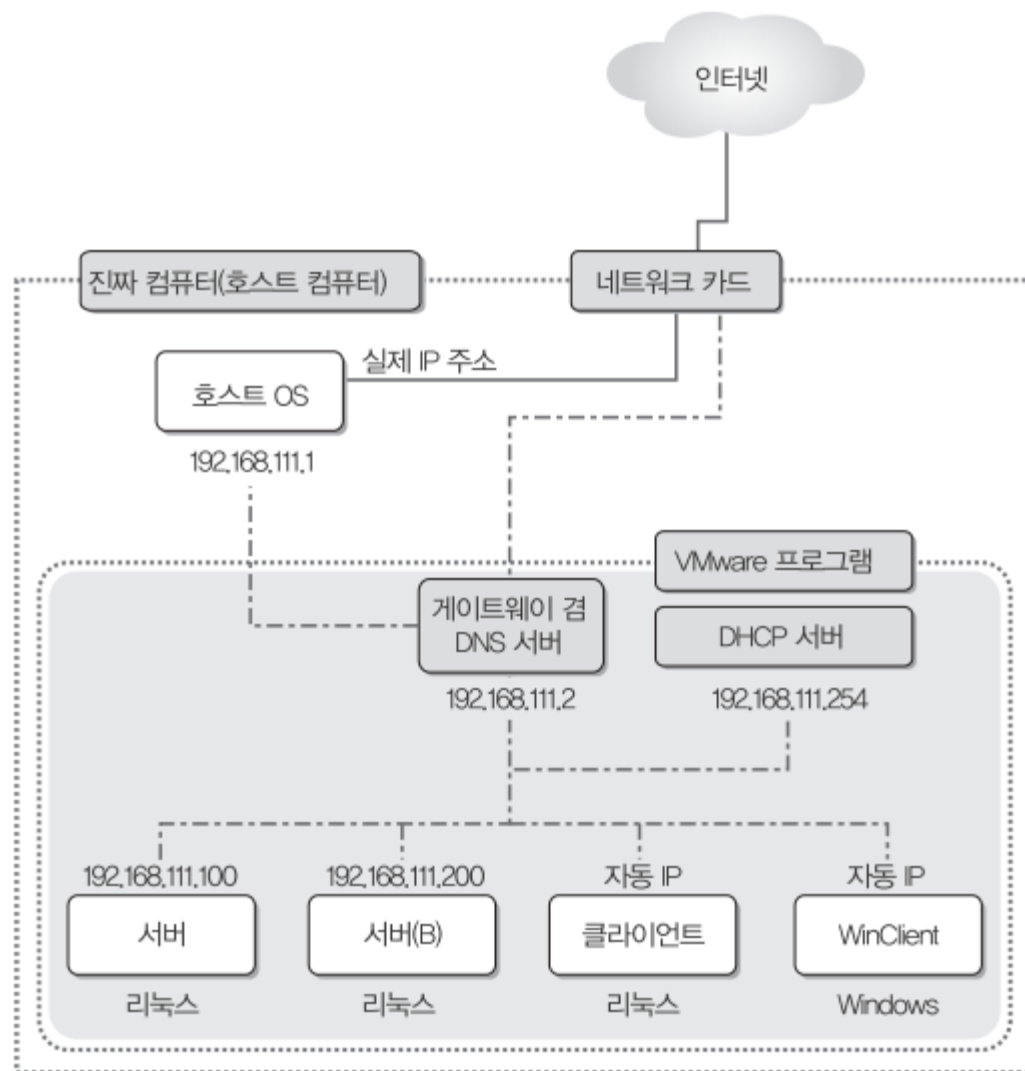 인터넷
진짜 컴퓨터(호스트 컴퓨터)
네트워크 카드
실제 IP 주소
호스트 OS
192.168.111.1
VMware 프로그램
게이트웨이 겸
DNS 서버
DHCP 서버
192.168.111.2
192.168.111.254
192.168.111.100
192.168.111.200
자동 IP
자동 IP
서버
서버(B)
클라이언트
WinClient
리눅스
리눅스
리눅스
Windows